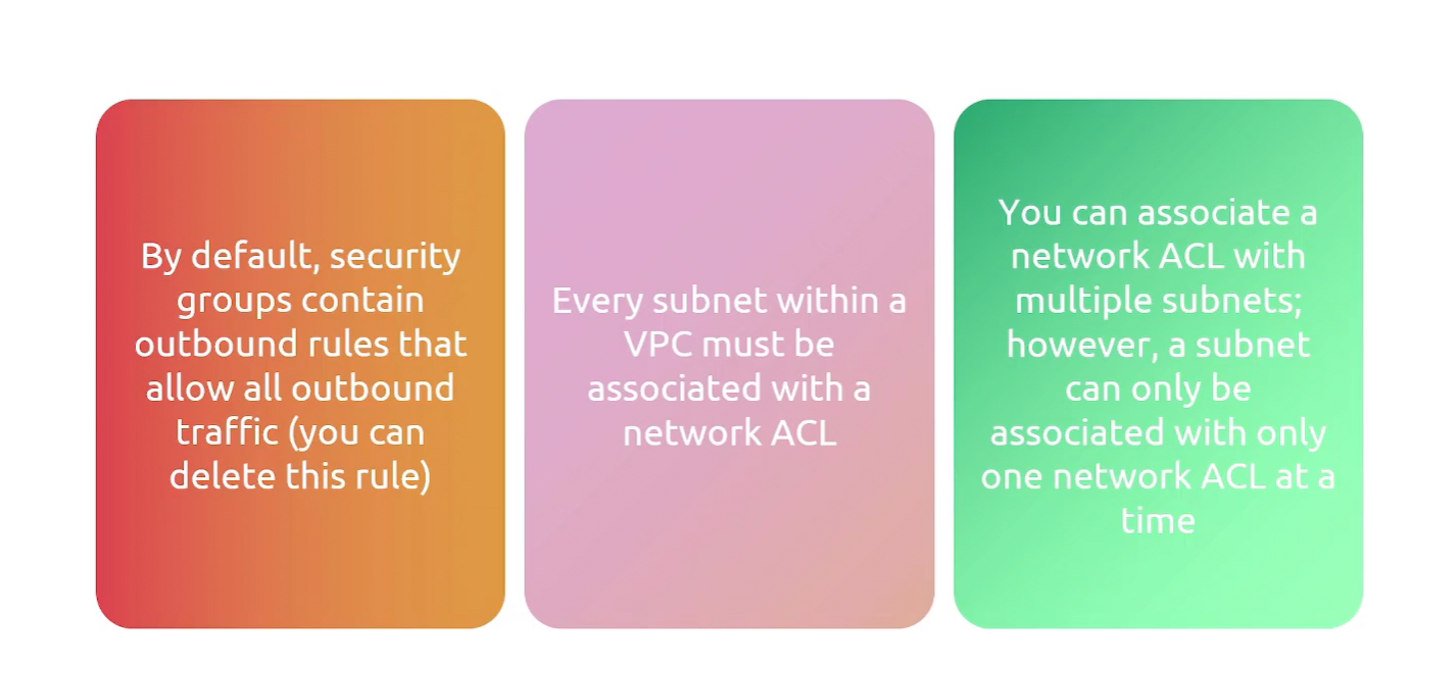 By default, security
groups contain
outbound rules that
allow all outbound
traffic (you can
delete this rule)
Every subnet within a
VPC must be
associated with a
network ACL
You can associate a
network ACL with
multiple subnets;
however, a subnet
can only be
associated with only
one network ACL at a
time